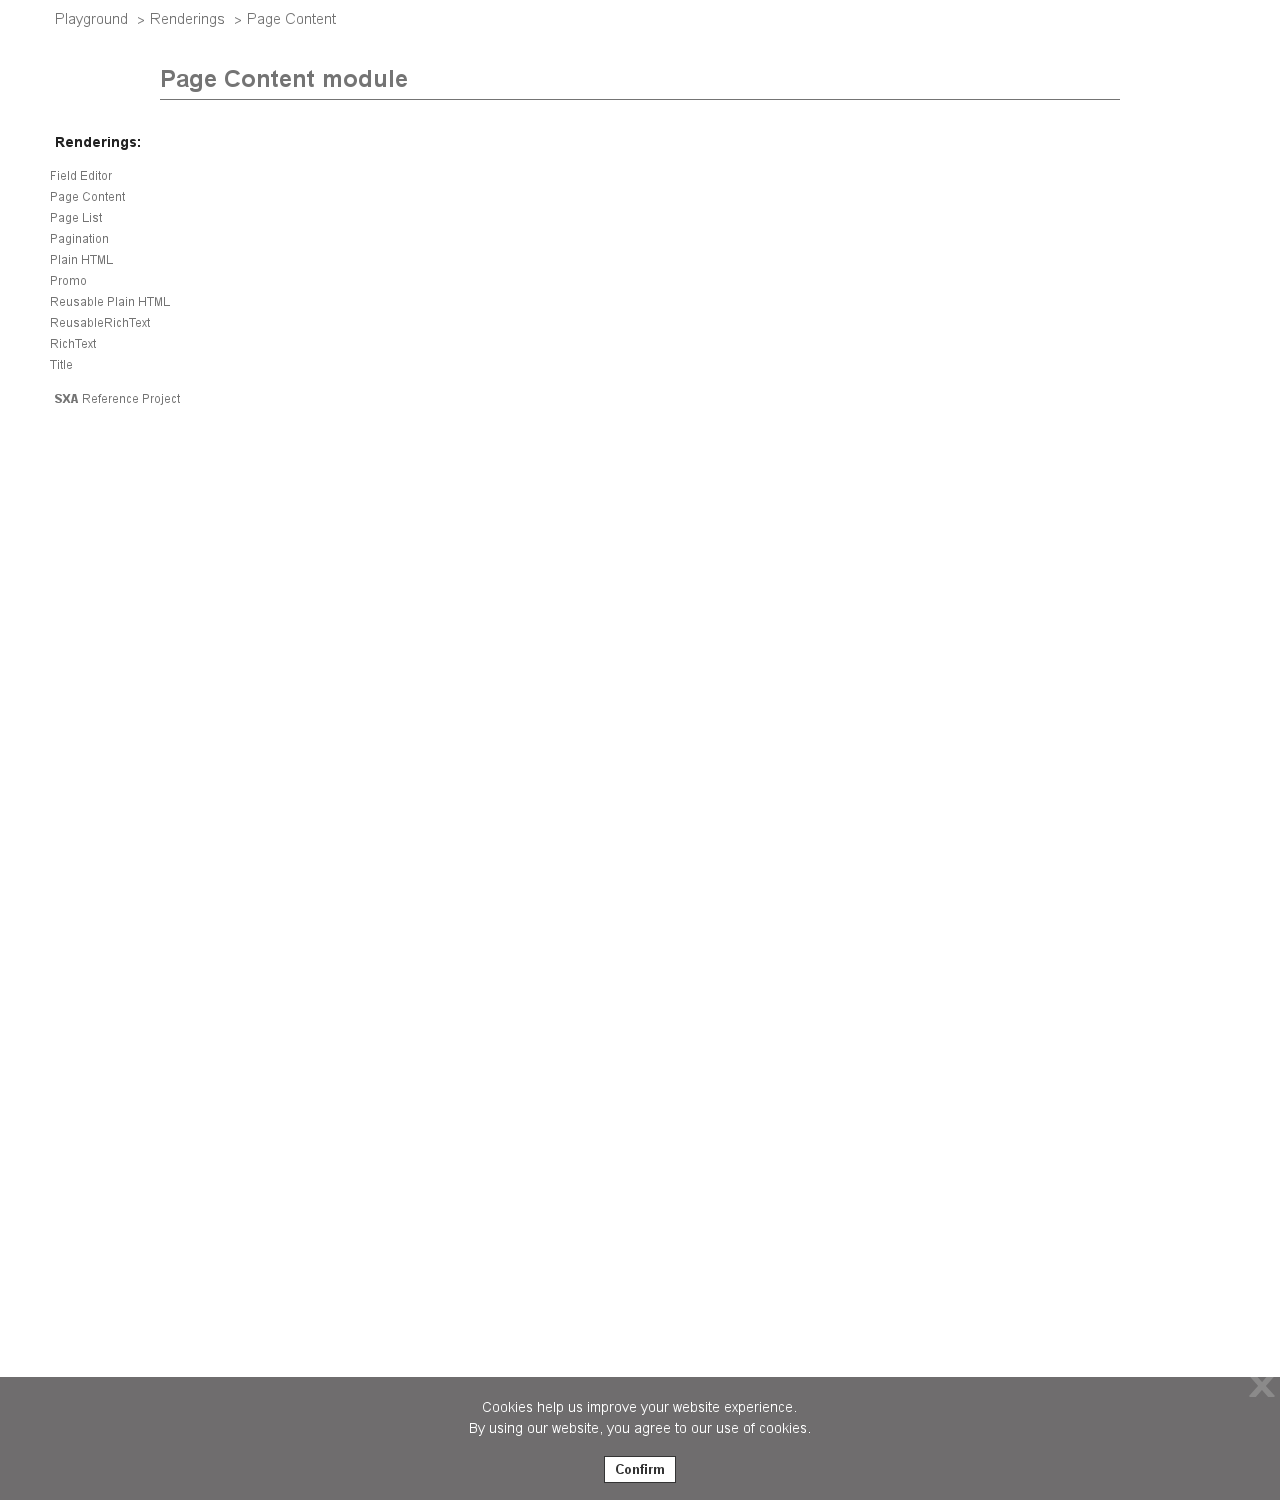 Playground > Renderings > Page Content
Page Content module
Renderings:
Field Editor
Page Content
Page List
Pagination
Plain HTML
Promo
Reusable Plain HTML
ReusableRichText
RichText
Title
SXA Reference Project
X
Cookies help us improve your website experience.
By using our website, you agree to our use of cookies.
Confirm